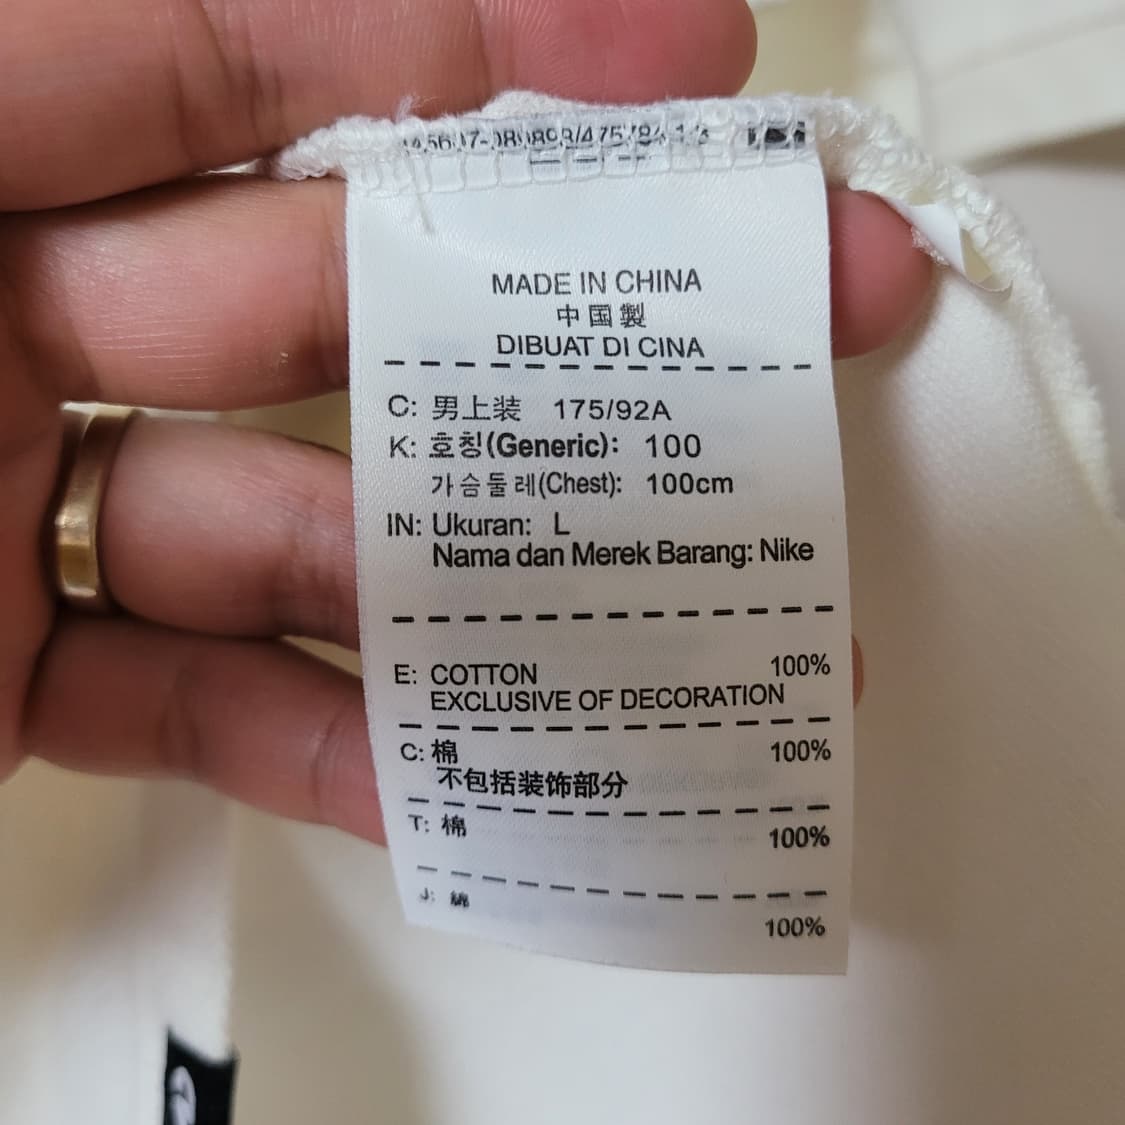 MADE IN CHINA
中国製
DIBUAT DI CINA
C: 男上装 175/92A
K: 호칭(Generic): 100
가슴둘레(Chest): 100cm
IN: Ukuran: L
Nama dan Merek Barang: Nike
E: COTTON 100%
EXCLUSIVE OF DECORATION
C: 棉 100%
不包括装饰部分
T: 棉 100%
J: 綿 100%